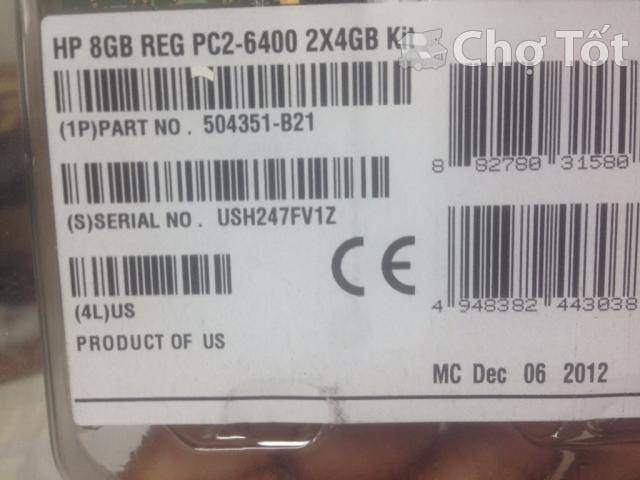 HP 8GB REG PC2-6400 2X4GB Kit
Chợ Tốt
(1P)PART NO . 504351-B21
8 82780 31580
(S)SERIAL NO . USH247FV1Z
(4L)US
4 948382 443038
PRODUCT OF US
MC Dec 06 2012